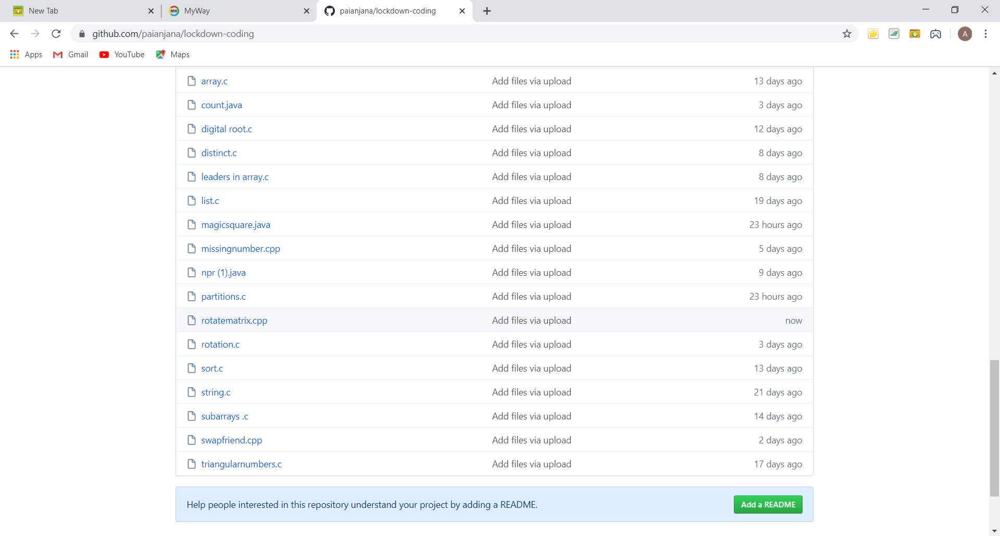 New Tab
MyWay
paianjana/lockdown-coding
github.com/paianjana/lockdown-coding
A
Apps
Gmail
YouTube
Maps
array.c Add files via upload 13 days ago
count.java Add files via upload 3 days ago
digital root.c Add files via upload 12 days ago
distinct.c Add files via upload 8 days ago
leaders in array.c Add files via upload 8 days ago
list.c Add files via upload 19 days ago
magicsquare.java Add files via upload 23 hours ago
missingnumber.cpp Add files via upload 5 days ago
npr (1).java Add files via upload 9 days ago
partitions.c Add files via upload 23 hours ago
rotatematrix.cpp Add files via upload now
rotation.c Add files via upload 3 days ago
sort.c Add files via upload 13 days ago
string.c Add files via upload 21 days ago
subarrays .c Add files via upload 14 days ago
swapfriend.cpp Add files via upload 2 days ago
triangularnumbers.c Add files via upload 17 days ago
Help people interested in this repository understand your project by adding a README. Add a README